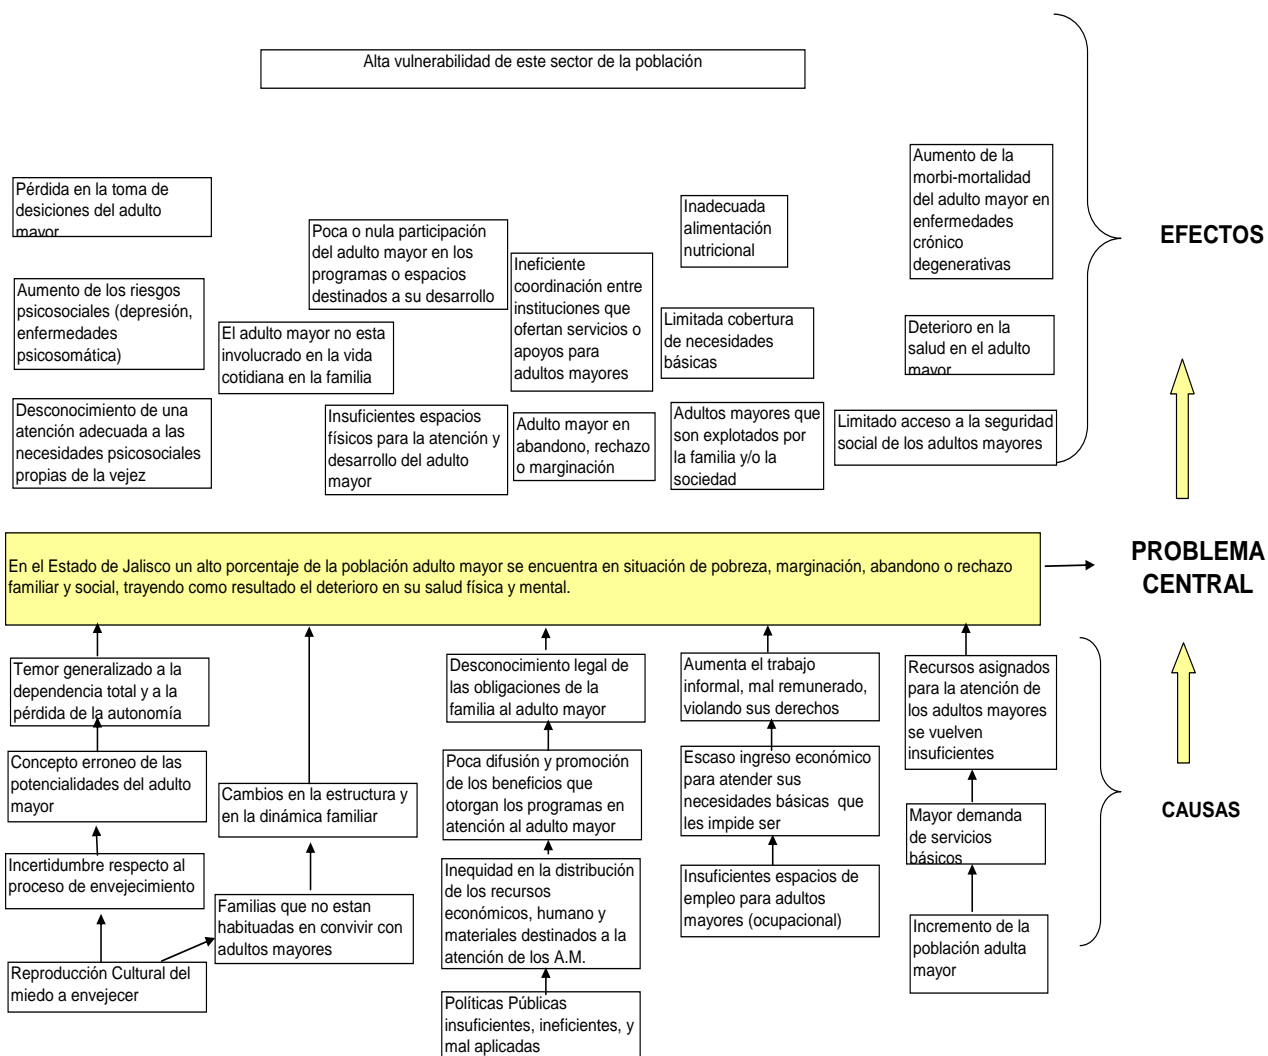 Alta vulnerabilidad de este sector de la población
Pérdida en la toma de
desiciones del adulto
mayor
Aumento de los riesgos
psicosociales (depresión,
enfermedades
psicosomática)
Desconocimiento de una
atención adecuada a las
necesidades psicosociales
propias de la vejez
El adulto mayor no esta
involucrado en la vida
cotidiana en la familia
Poca o nula participación
del adulto mayor en los
programas o espacios
destinados a su desarrollo
Insuficientes espacios
físicos para la atención y
desarrollo del adulto
mayor
Ineficiente
coordinación entre
instituciones que
ofertan servicios o
apoyos para
adultos mayores
Adulto mayor en
abandono, rechazo
o marginación
Inadecuada
alimentación
nutricional
Limitada cobertura
de necesidades
básicas
Adultos mayores que
son explotados por
la familia y/o la
sociedad
Aumento de la
morbi-mortalidad
del adulto mayor en
enfermedades
crónico
degenerativas
Deterioro en la
salud en el adulto
mayor
Limitado acceso a la seguridad
social de los adultos mayores
EFECTOS
En el Estado de Jalisco un alto porcentaje de la población adulto mayor se encuentra en situación de pobreza, marginación, abandono o rechazo
familiar y social, trayendo como resultado el deterioro en su salud física y mental.
PROBLEMA
CENTRAL
Temor generalizado a la
dependencia total y a la
pérdida de la autonomía
Concepto erroneo de las
potencialidades del adulto
mayor
Incertidumbre respecto al
proceso de envejecimiento
Reproducción Cultural del
miedo a envejecer
Cambios en la estructura y
en la dinámica familiar
Familias que no estan
habituadas en convivir con
adultos mayores
Desconocimiento legal de
las obligaciones de la
familia al adulto mayor
Poca difusión y promoción
de los beneficios que
otorgan los programas en
atención al adulto mayor
Inequidad en la distribución
de los recursos
económicos, humano y
materiales destinados a la
atención de los A.M.
Políticas Públicas
insuficientes, ineficientes, y
mal aplicadas
Aumenta el trabajo
informal, mal remunerado,
violando sus derechos
Escaso ingreso económico
para atender sus
necesidades básicas que
les impide ser
Insuficientes espacios de
empleo para adultos
mayores (ocupacional)
Recursos asignados
para la atención de
los adultos mayores
se vuelven
insuficientes
Mayor demanda
de servicios
básicos
Incremento de la
población adulta
mayor
CAUSAS